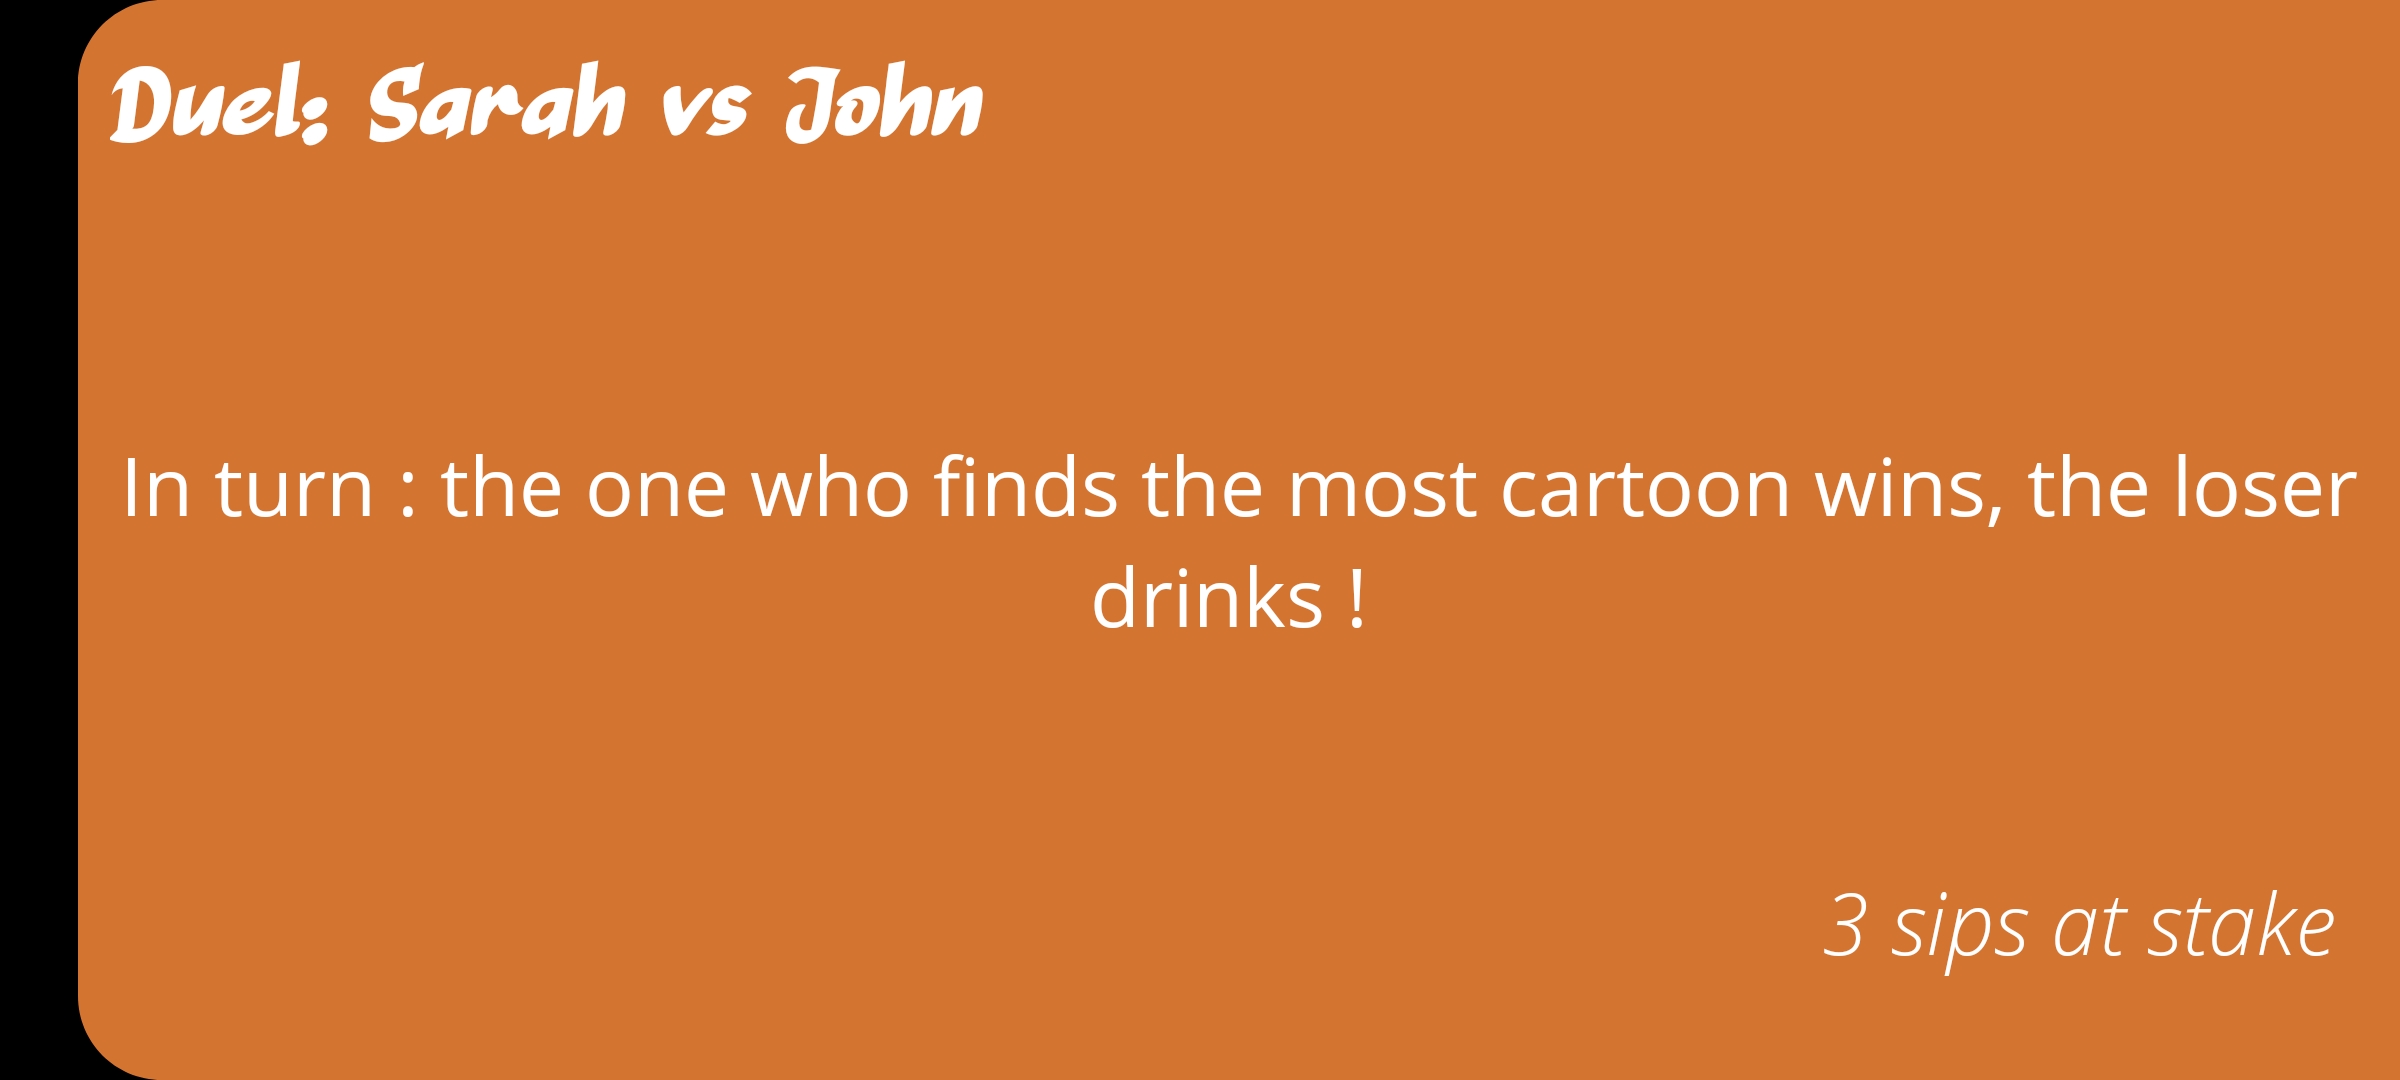 Duel: Sarah vs John
In turn : the one who finds the most cartoon wins, the loser
drinks !
3 sips at stake